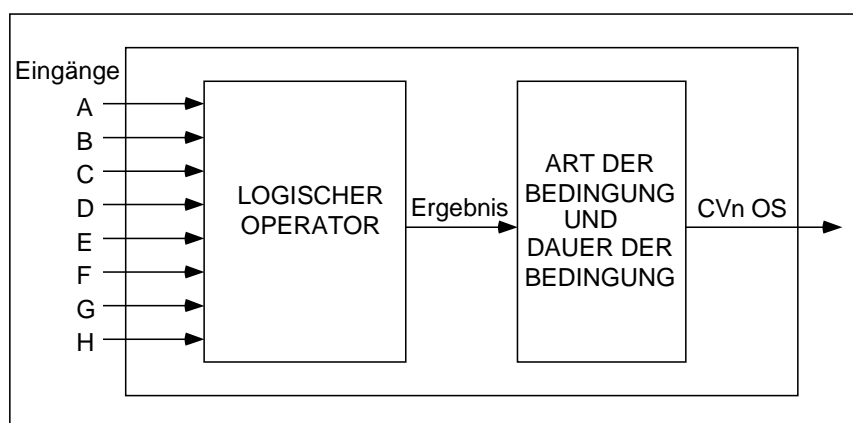 Eingänge
A
B
C
D
E
F
G
H
LOGISCHER
OPERATOR
Ergebnis
ART DER
BEDINGUNG
UND
DAUER DER
BEDINGUNG
CVn OS